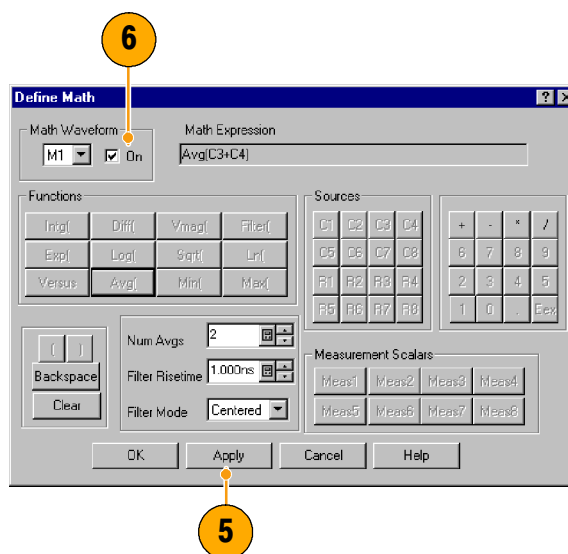 6
Define Math
Math Waveform
Math Expression
M1
On
Avg(C3+C4)
Functions
Intg(
Diff(
Vmag(
Filter(
Exp(
Log(
Sqrt(
Ln(
Versus
Avg(
Min(
Max(
Sources
C1 C2 C3 C4
C5 C6 C7 C8
R1 R2 R3 R4
R5 R6 R7 R8
+ - * /
6 7 8 9
2 3 4 5
1 0 . Eex
( )
Backspace
Clear
Num Avgs 2
Filter Risetime 1.000ns
Filter Mode Centered
Measurement Scalars
Meas1 Meas2 Meas3 Meas4
Meas5 Meas6 Meas7 Meas8
OK
Apply
Cancel
Help
5